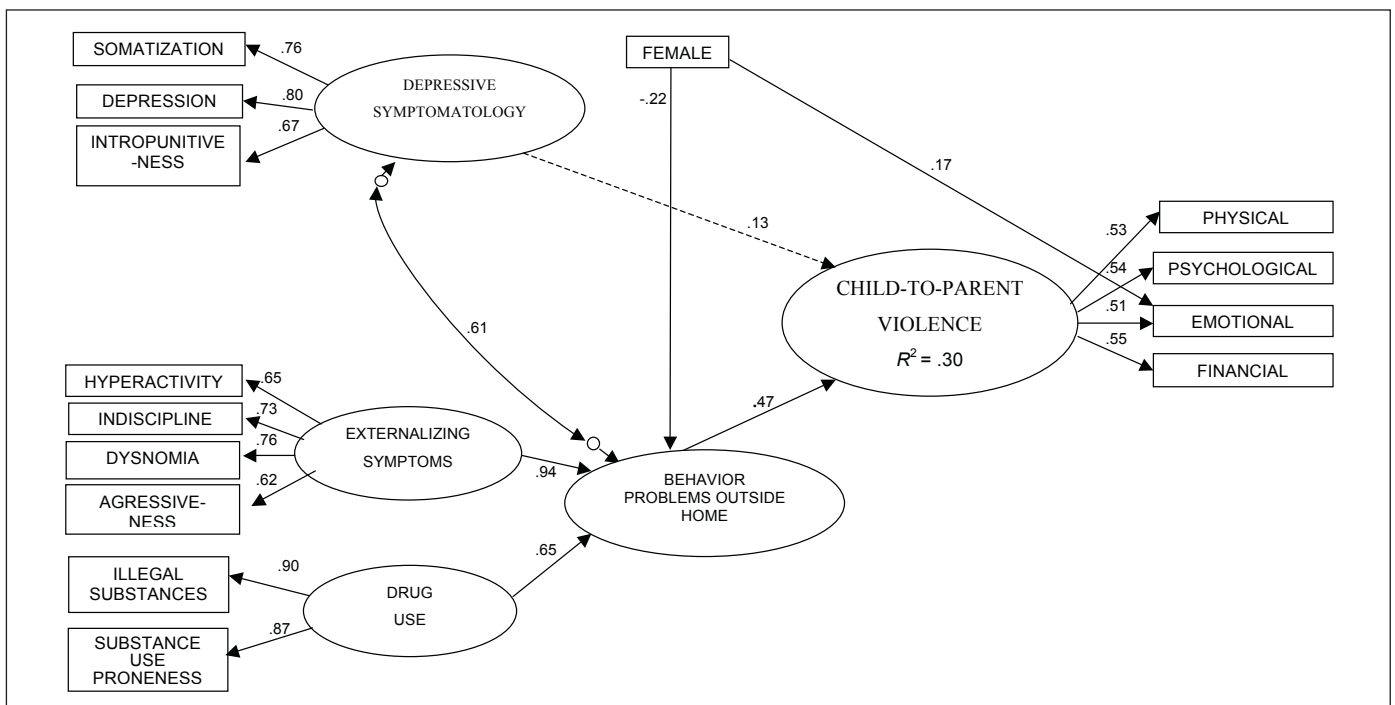 SOMATIZATION
.76
DEPRESSION
.80
INTROPUNITIVE
-NESS
.67
DEPRESSIVE
SYMPTOMATOLOGY
FEMALE
-.22
.17
.13
.61
CHILD-TO-PARENT
VIOLENCE
R² = .30
.53
PHYSICAL
.54
PSYCHOLOGICAL
.51
EMOTIONAL
.55
FINANCIAL
HYPERACTIVITY
.65
INDISCIPLINE
.73
DYSNOMIA
.76
AGRESSIVE-
NESS
.62
EXTERNALIZING
SYMPTOMS
.94
.47
BEHAVIOR
PROBLEMS OUTSIDE
HOME
.65
ILLEGAL
SUBSTANCES
.90
DRUG
USE
SUBSTANCE
USE
PRONENESS
.87